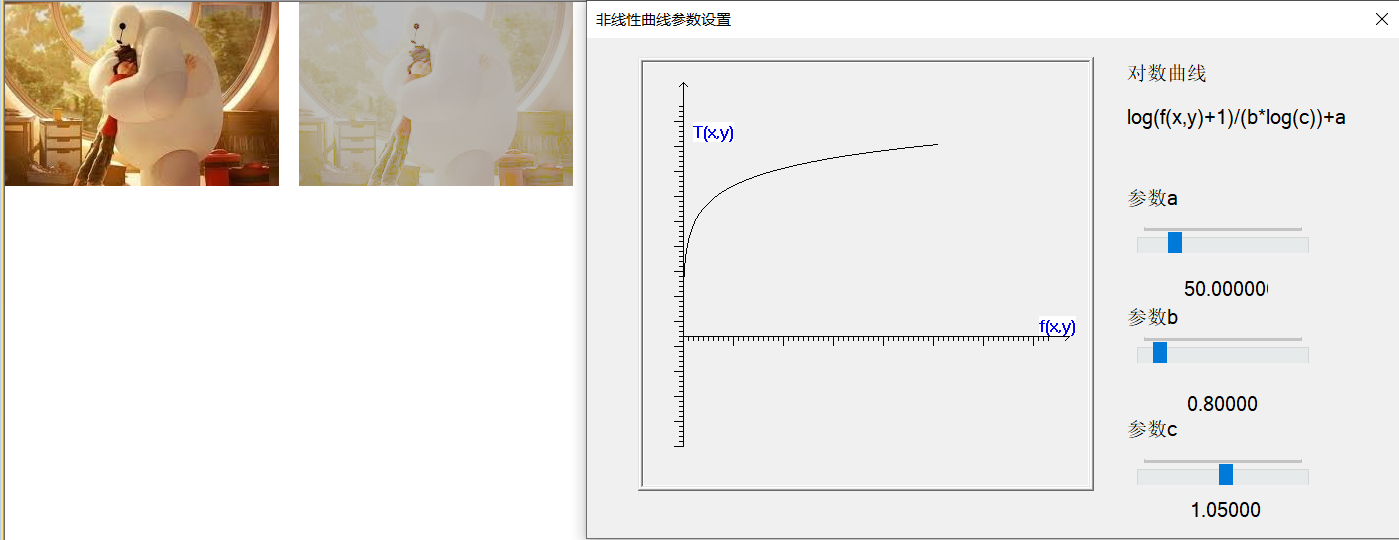 非线性曲线参数设置
T(x,y)
f(x,y)
对数曲线
log(f(x,y)+1)/(b*log(c))+a
参数a
50.000000
参数b
0.80000
参数c
1.05000